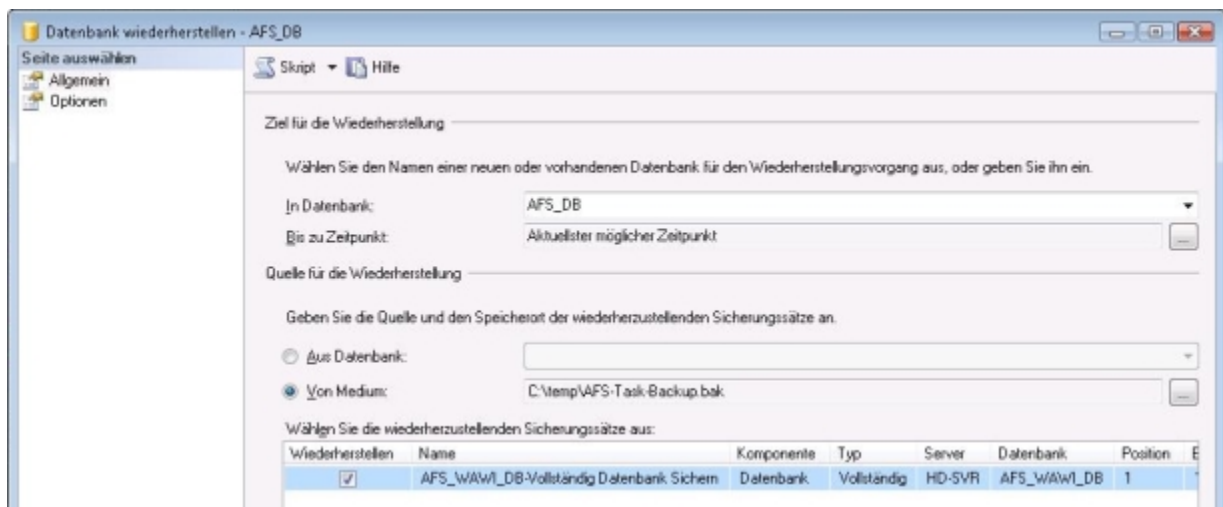 Datenbank wiederherstellen - AFS_DB
Seite auswählen
Allgemein
Optionen
Skript Hilfe
Ziel für die Wiederherstellung
Wählen Sie den Namen einer neuen oder vorhandenen Datenbank für den Wiederherstellungsvorgang aus, oder geben Sie ihn ein.
In Datenbank: AFS_DB
Bis zu Zeitpunkt: Aktuellster möglicher Zeitpunkt ...
Quelle für die Wiederherstellung
Geben Sie die Quelle und den Speicherort der wiederherzustellenden Sicherungssätze an.
Aus Datenbank:
Von Medium: C:\temp\AFS-Task-Backup.bak ...
Wählen Sie die wiederherzustellenden Sicherungssätze aus:
Wiederherstellen Name Komponente Typ Server Datenbank Position E
AFS_WAWI_DB-Vollständig Datenbank Sichern Datenbank Vollständig HD-SVR AFS_WAWI_DB 1